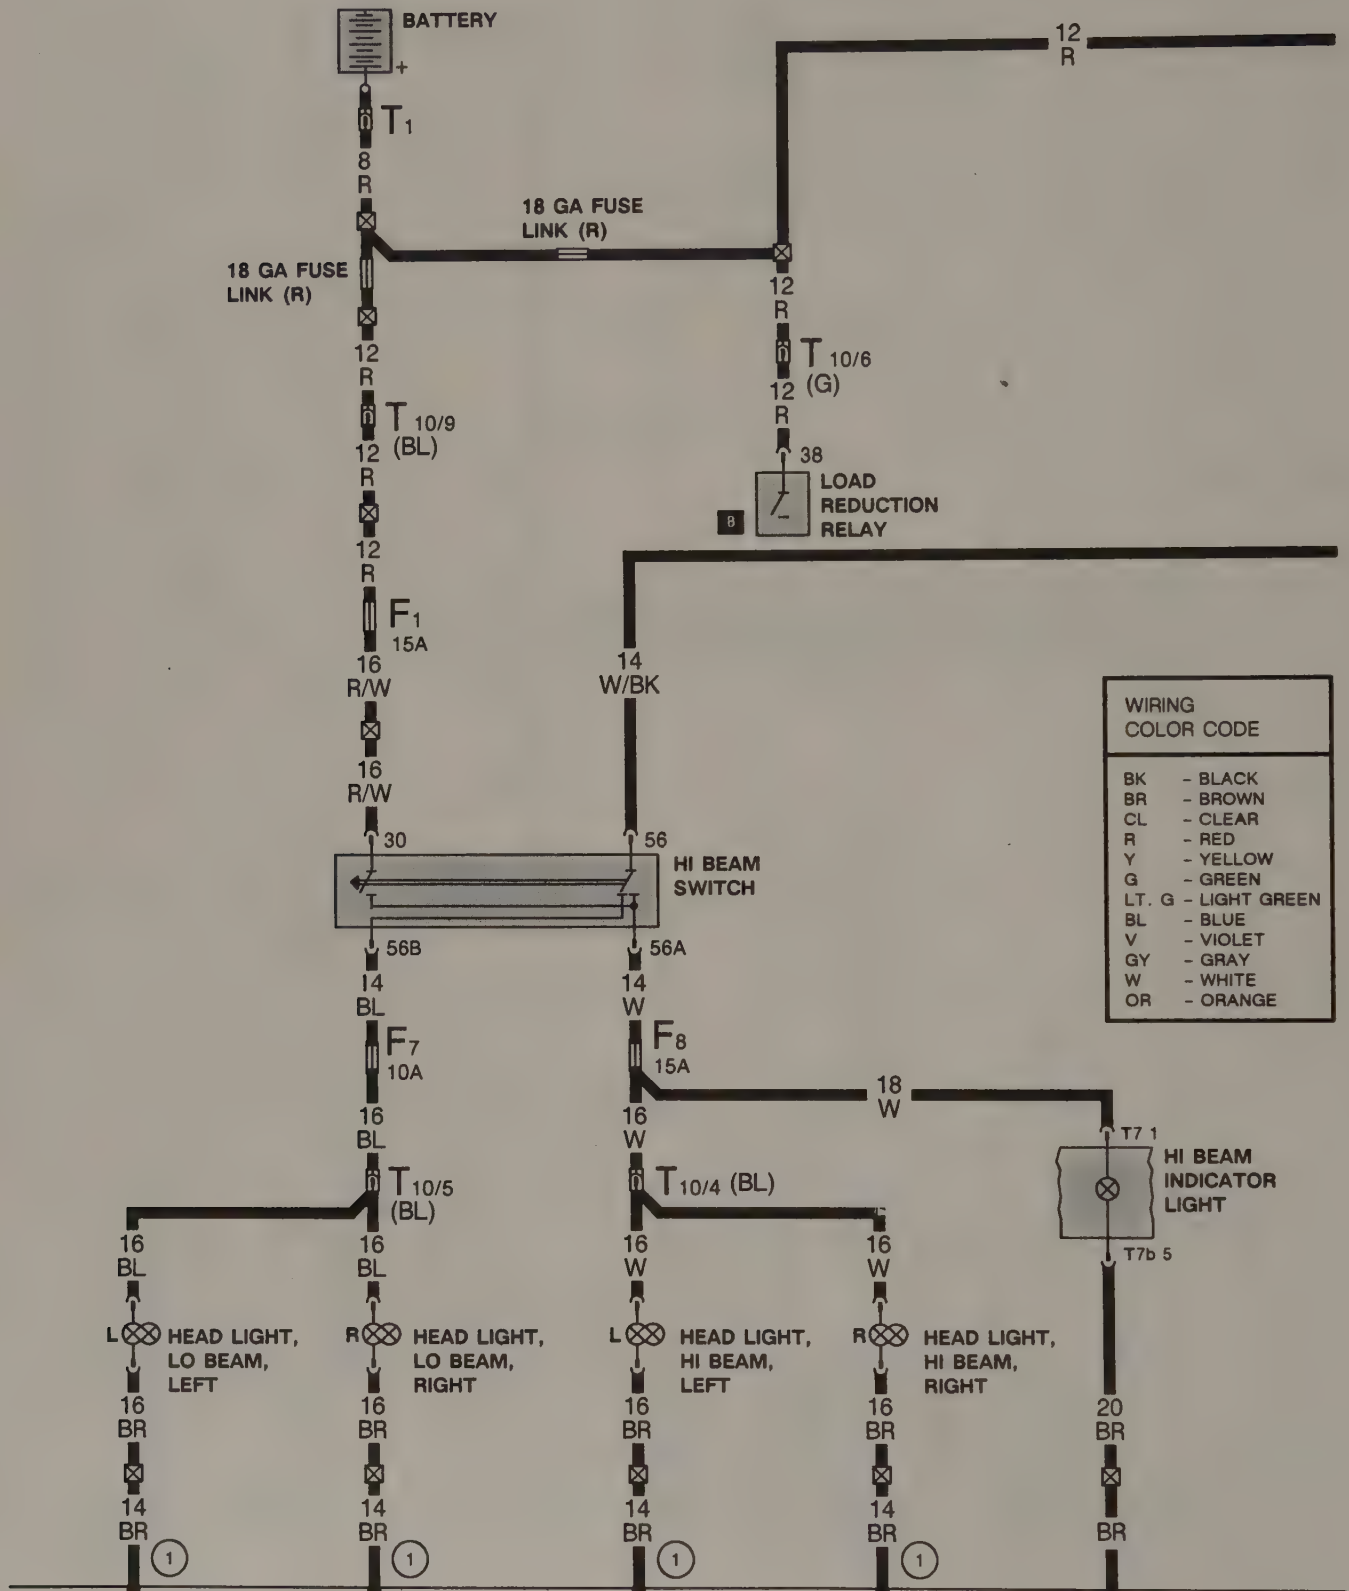 BATTERY
+
T1
8
R
12
R
18 GA FUSE
LINK (R)
18 GA FUSE
LINK (R)
12
R
12
R
T 10/6
(G)
T 10/9
(BL)
12
R
12
R
38
LOAD
REDUCTION
RELAY
8
12
R
F1
15A
16
R/W
14
W/BK
WIRING
COLOR CODE
BK - BLACK
BR - BROWN
CL - CLEAR
R - RED
Y - YELLOW
G - GREEN
LT. G - LIGHT GREEN
BL - BLUE
V - VIOLET
GY - GRAY
W - WHITE
OR - ORANGE
16
R/W
30
56
HI BEAM
SWITCH
56B
56A
14
BL
14
W
F7
10A
F8
15A
18
W
16
BL
16
W
T7 1
HI BEAM
INDICATOR
LIGHT
T10/5
(BL)
T10/4 (BL)
T7b 5
16
BL
16
BL
16
W
16
W
L
HEAD LIGHT,
LO BEAM,
LEFT
R
HEAD LIGHT,
LO BEAM,
RIGHT
L
HEAD LIGHT,
HI BEAM,
LEFT
R
HEAD LIGHT,
HI BEAM,
RIGHT
16
BR
16
BR
16
BR
16
BR
20
BR
14
BR
14
BR
14
BR
14
BR
BR
1
1
1
1